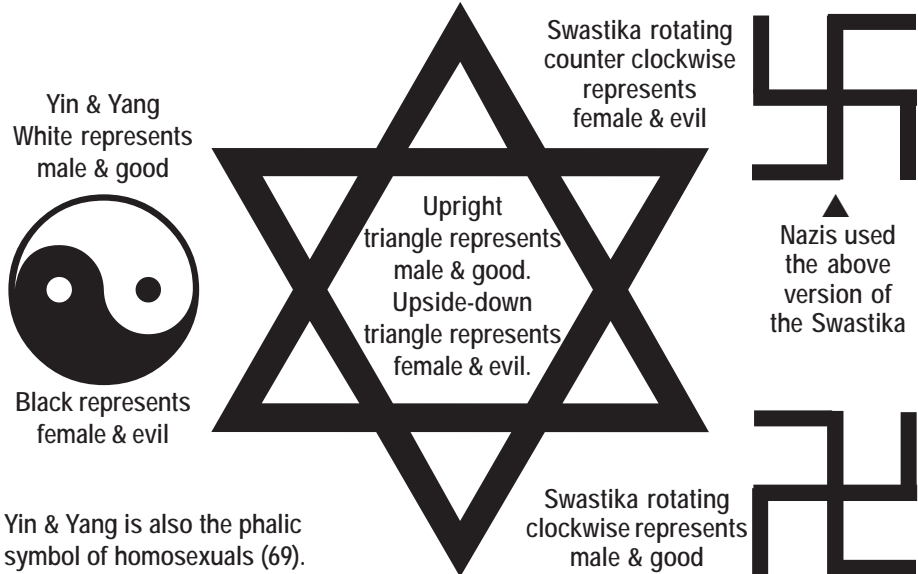 Yin & Yang
White represents
male & good
Black represents
female & evil
Yin & Yang is also the phalic
symbol of homosexuals (69).
Upright
triangle represents
male & good.
Upside-down
triangle represents
female & evil.
Swastika rotating
counter clockwise
represents
female & evil
Nazis used
the above
version of
the Swastika
Swastika rotating
clockwise represents
male & good